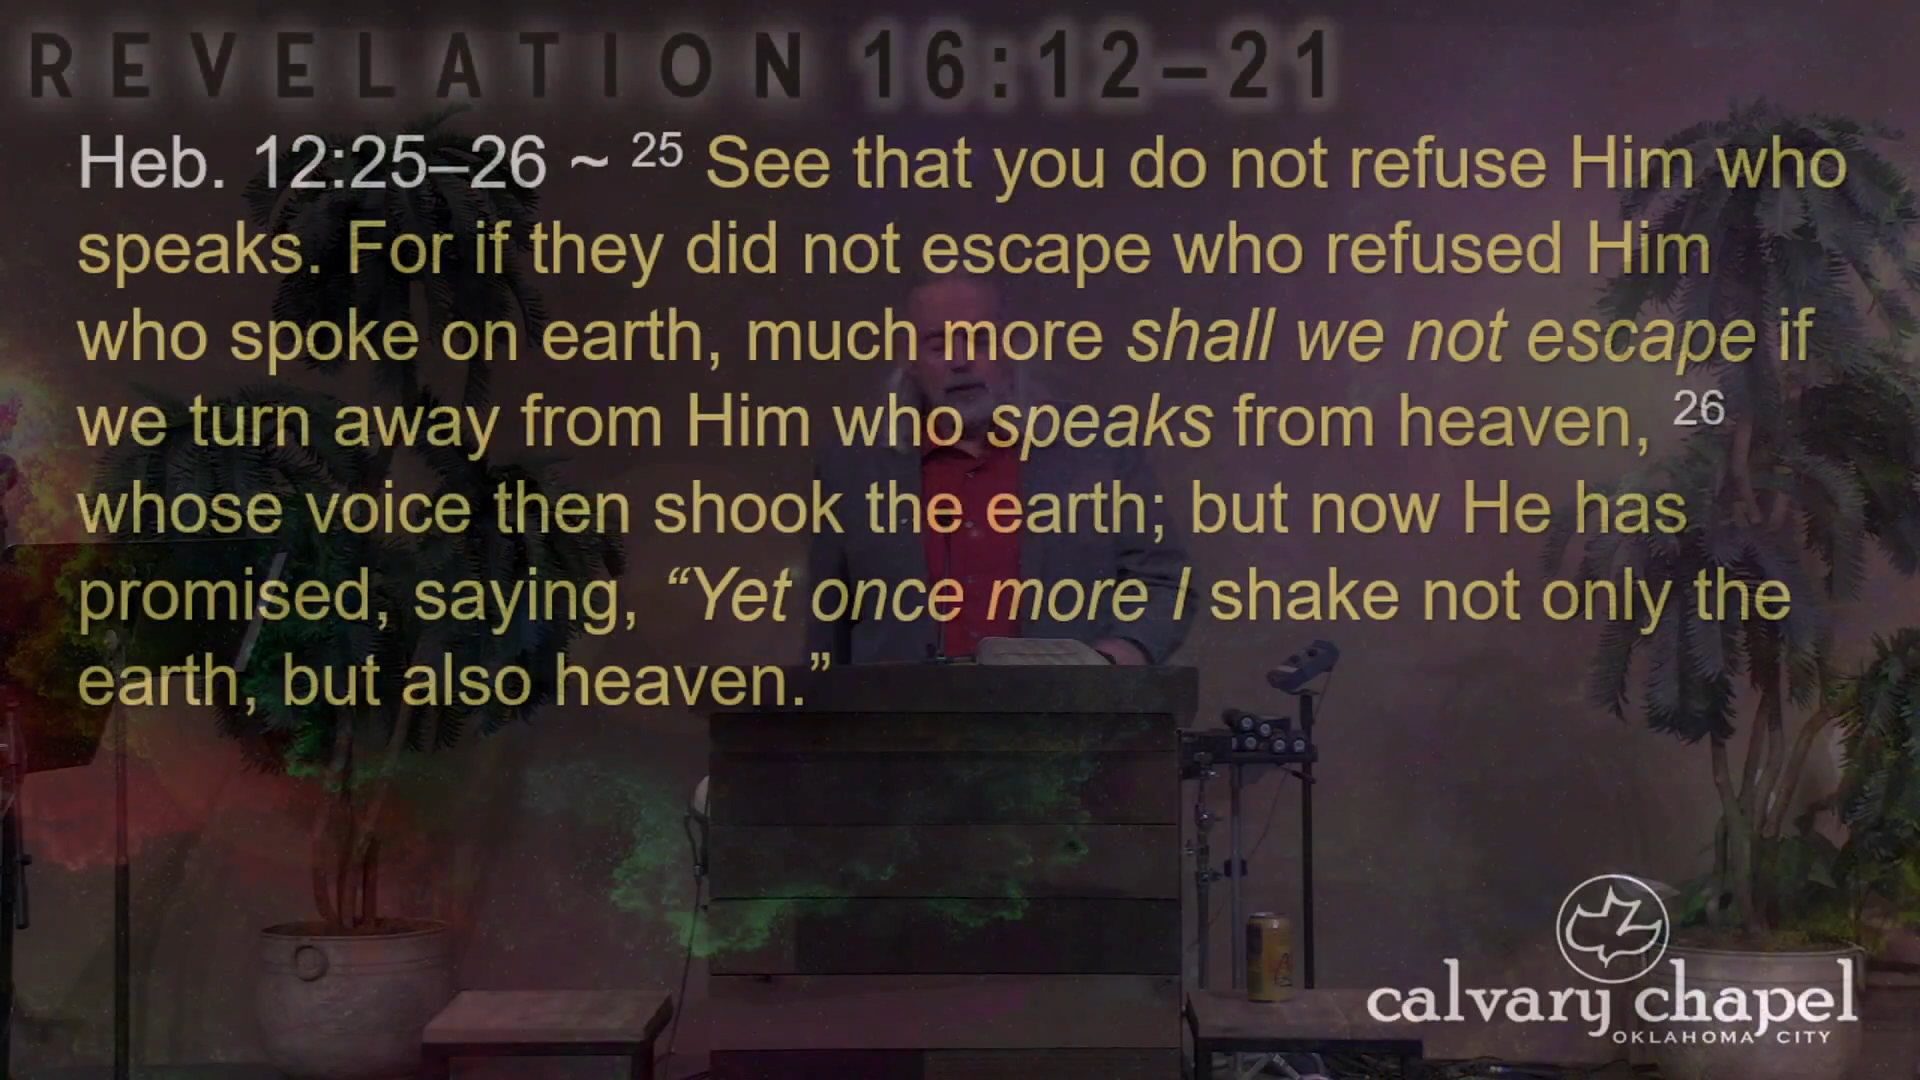 REVELATION 16:12–21
Heb. 12:25–26 ~ 25 See that you do not refuse Him who
speaks. For if they did not escape who refused Him
who spoke on earth, much more shall we not escape if
we turn away from Him who speaks from heaven, 26
whose voice then shook the earth; but now He has
promised, saying, “Yet once more I shake not only the
earth, but also heaven.”
calvary chapel
OKLAHOMA CITY